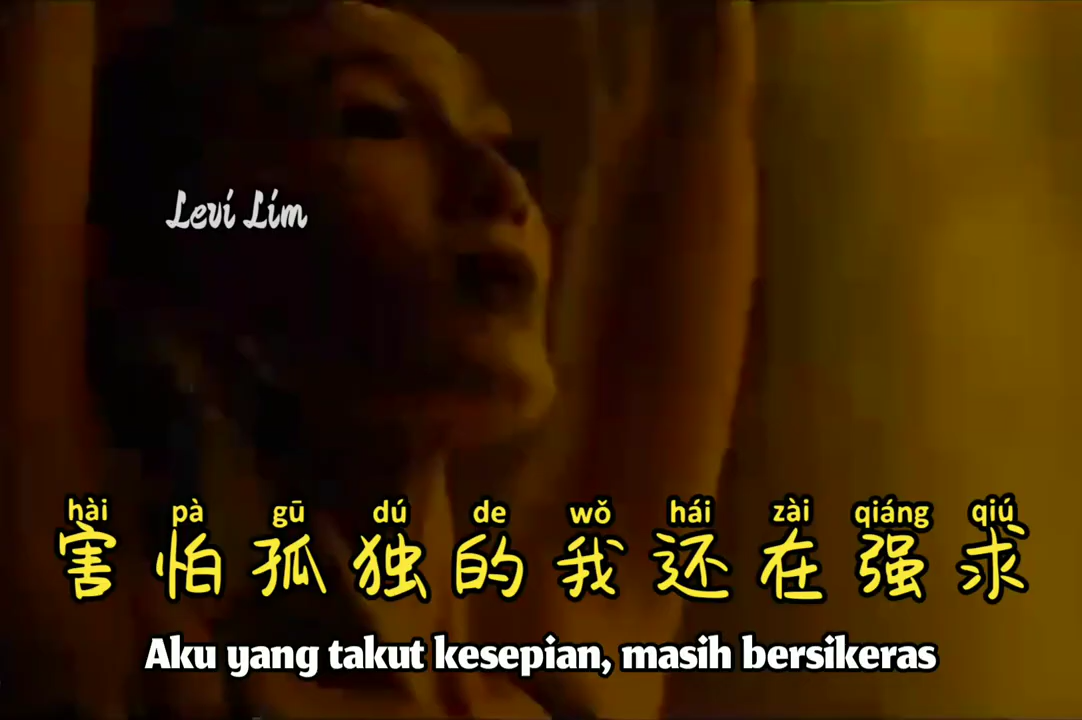 Levi Lim
hài pà gū dú de wǒ hái zài qiáng qiú
害怕孤独的我还在强求
Aku yang takut kesepian, masih bersikeras